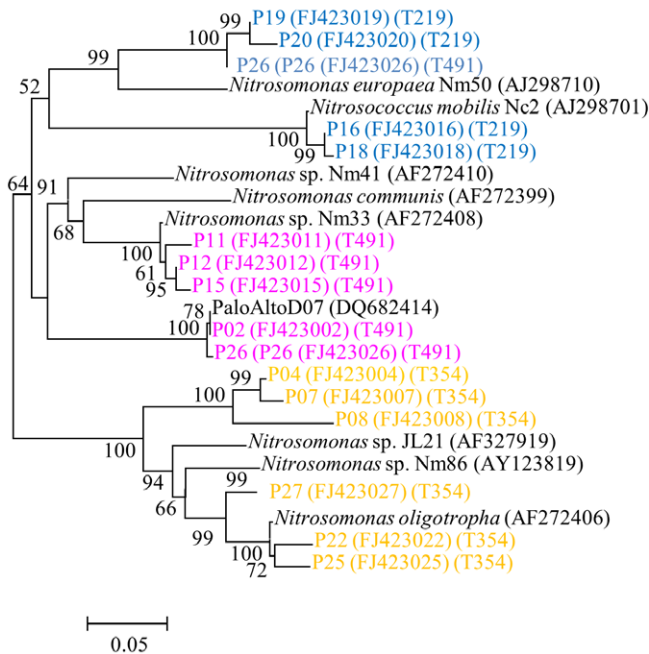 P19 (FJ423019) (T219)
99
100
P20 (FJ423020) (T219)
99
P26 (P26 (FJ423026) (T491)
52
Nitrosomonas europaea Nm50 (AJ298710)
Nitrosococcus mobilis Nc2 (AJ298701)
P16 (FJ423016) (T219)
100
99
P18 (FJ423018) (T219)
64
91
Nitrosomonas sp. Nm41 (AF272410)
Nitrosomonas communis (AF272399)
68
Nitrosomonas sp. Nm33 (AF272408)
P11 (FJ423011) (T491)
100
P12 (FJ423012) (T491)
61
95
P15 (FJ423015) (T491)
78
PaloAltoD07 (DQ682414)
100
P02 (FJ423002) (T491)
P26 (P26 (FJ423026) (T491)
99
P04 (FJ423004) (T354)
100
P07 (FJ423007) (T354)
P08 (FJ423008) (T354)
100
Nitrosomonas sp. JL21 (AF327919)
94
Nitrosomonas sp. Nm86 (AY123819)
99
66
P27 (FJ423027) (T354)
99
Nitrosomonas oligotropha (AF272406)
P22 (FJ423022) (T354)
100
72
P25 (FJ423025) (T354)
0.05